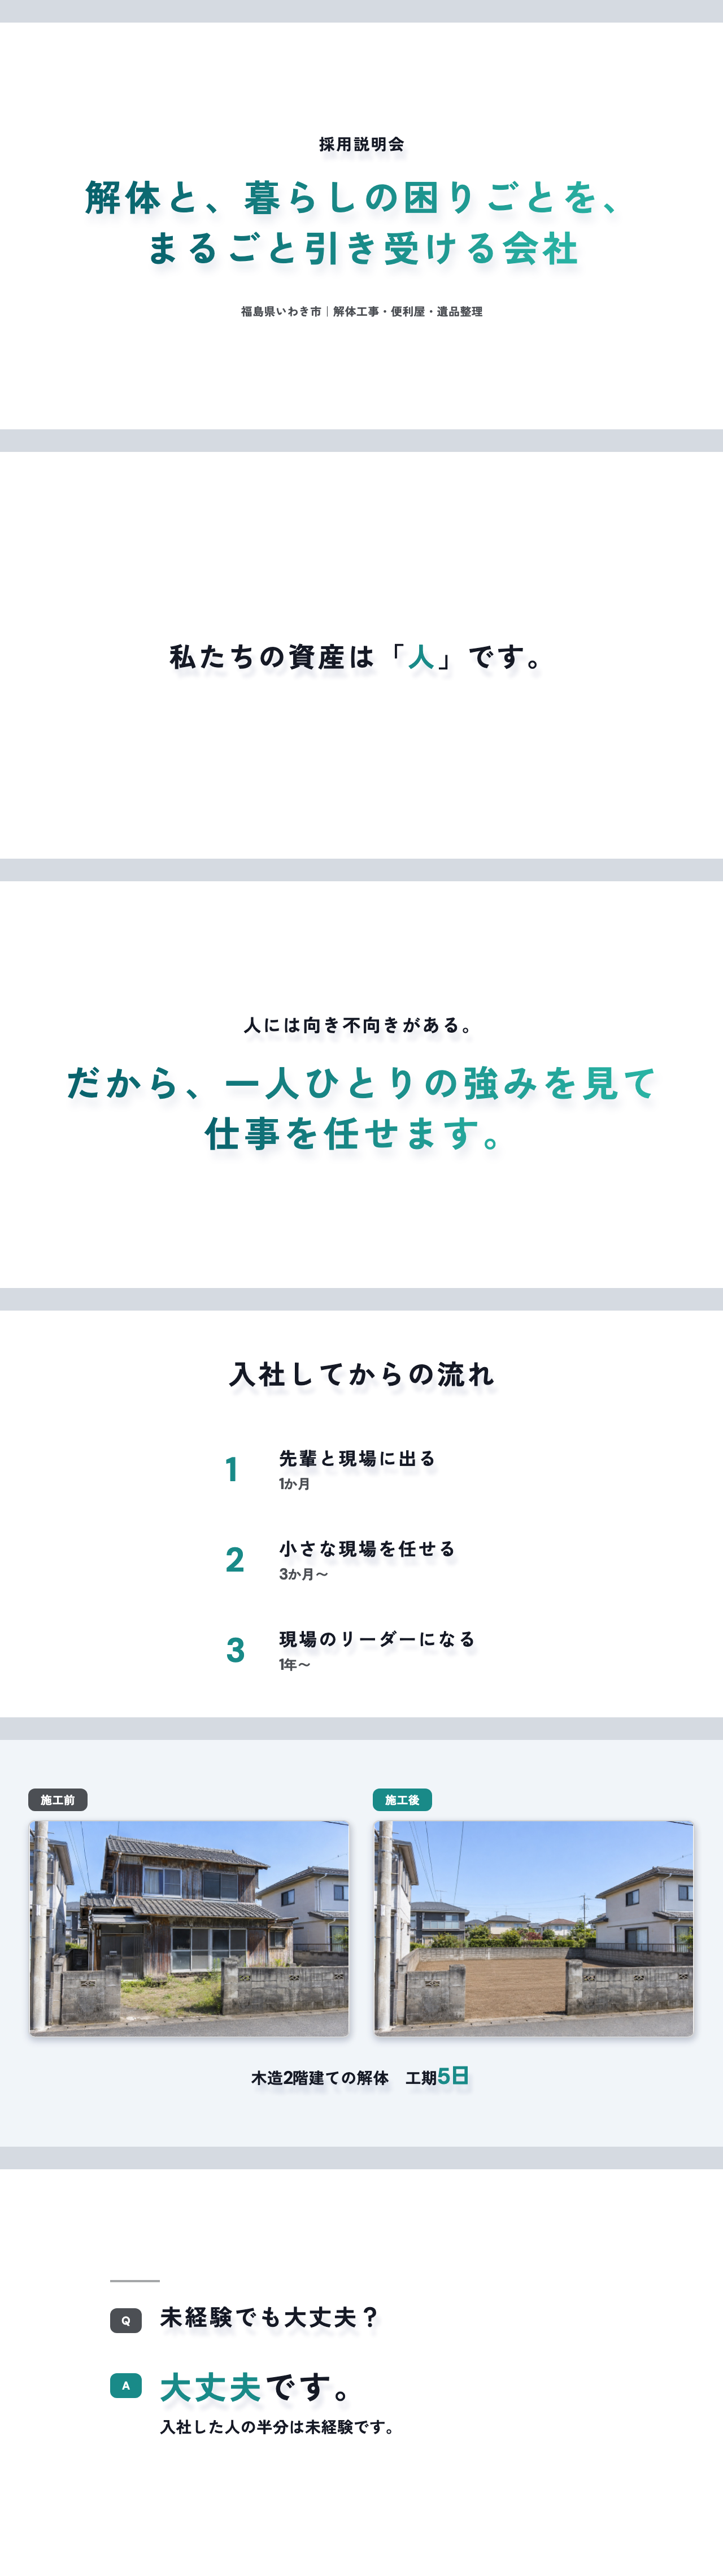 採用説明会
解体と、暮らしの困りごとを、
まるごと引き受ける会社
福島県いわき市｜解体工事・便利屋・遺品整理
私たちの資産は「人」です。
人には向き不向きがある。
だから、一人ひとりの強みを見て
仕事を任せます。
入社してからの流れ
1
先輩と現場に出る
1か月
2
小さな現場を任せる
3か月〜
3
現場のリーダーになる
1年〜
施工前
施工後
木造2階建ての解体　工期5日
Q 未経験でも大丈夫？
A 大丈夫です。
入社した人の半分は未経験です。